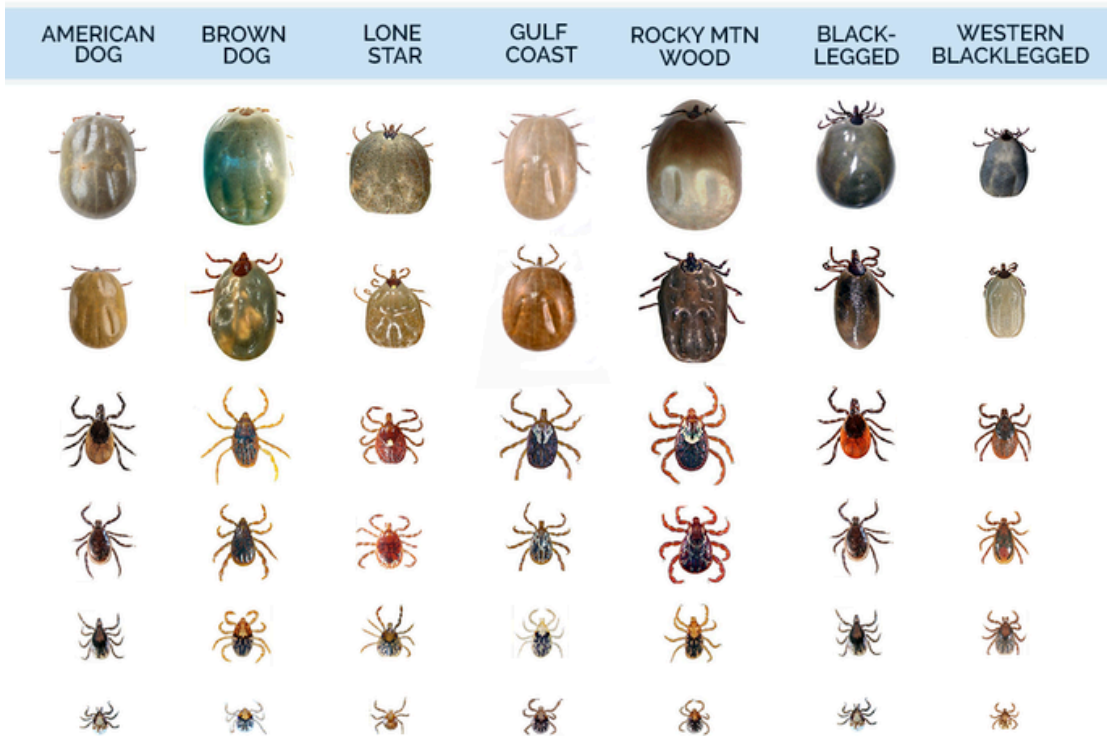 AMERICAN
DOG
BROWN
DOG
LONE
STAR
GULF
COAST
ROCKY MTN
WOOD
BLACK-
LEGGED
WESTERN
BLACKLEGGED